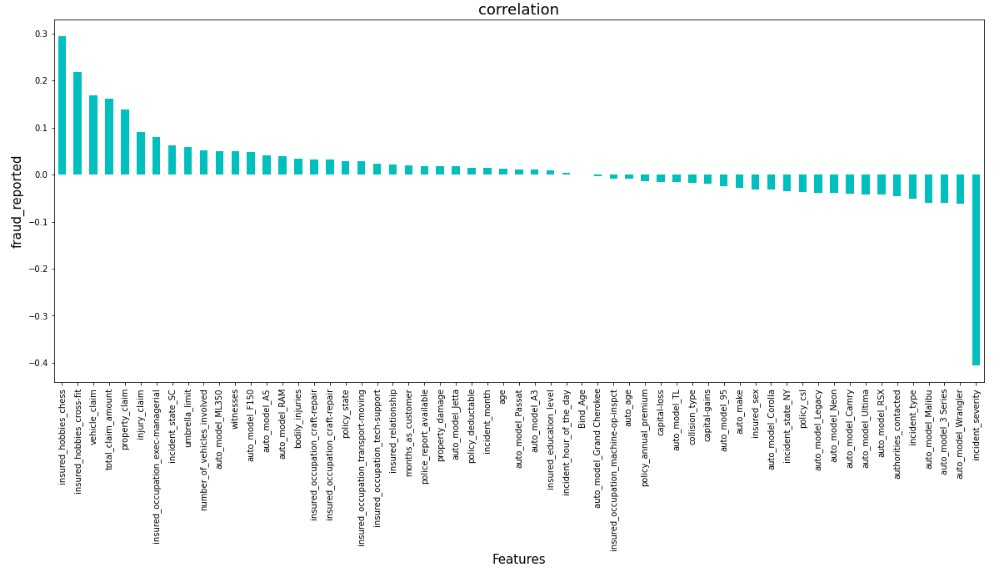 correlation
0.3
0.2
0.1
0.0
−0.1
−0.2
−0.3
−0.4
fraud_reported
insured_hobbies_chess
insured_hobbies_cross-fit
vehicle_claim
total_claim_amount
property_claim
injury_claim
insured_occupation_exec-managerial
incident_state_SC
umbrella_limit
number_of_vehicles_involved
auto_model_ML350
witnesses
auto_model_F150
auto_model_A5
auto_model_RAM
bodily_injuries
insured_occupation_craft-repair
insured_occupation_craft-repair
policy_state
insured_occupation_transport-moving
insured_occupation_tech-support
insured_relationship
months_as_customer
police_report_available
property_damage
auto_model_Jetta
policy_deductable
incident_month
age
auto_model_Passat
auto_model_A3
insured_education_level
incident_hour_of_the_day
Bind_Age
auto_model_Grand Cherokee
insured_occupation_machine-op-inspct
auto_age
policy_annual_premium
capital-loss
auto_model_TL
collision_type
capital-gains
auto_model_95
auto_make
insured_sex
auto_model_Corolla
incident_state_NY
policy_csl
auto_model_Legacy
auto_model_Neon
auto_model_Camry
auto_model_Ultima
auto_model_RSX
authorities_contacted
incident_type
auto_model_Malibu
auto_model_3 Series
auto_model_Wrangler
incident_severity
Features